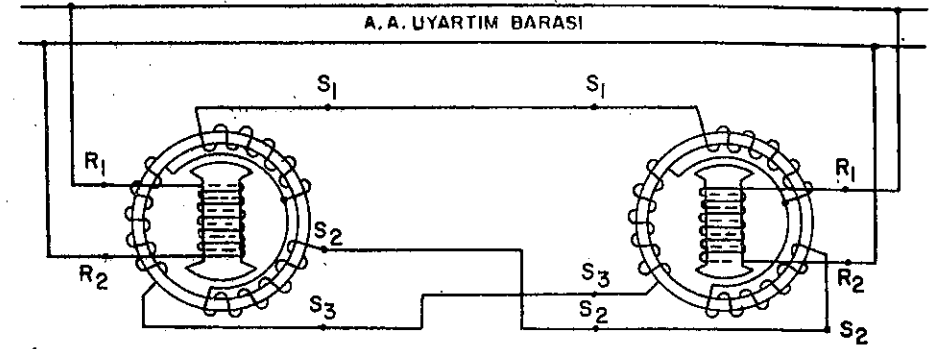 A.A. UYARTIM BARASI
S1 S1
R1 R1
S2
R2 S3 R2
S3 S2 S2